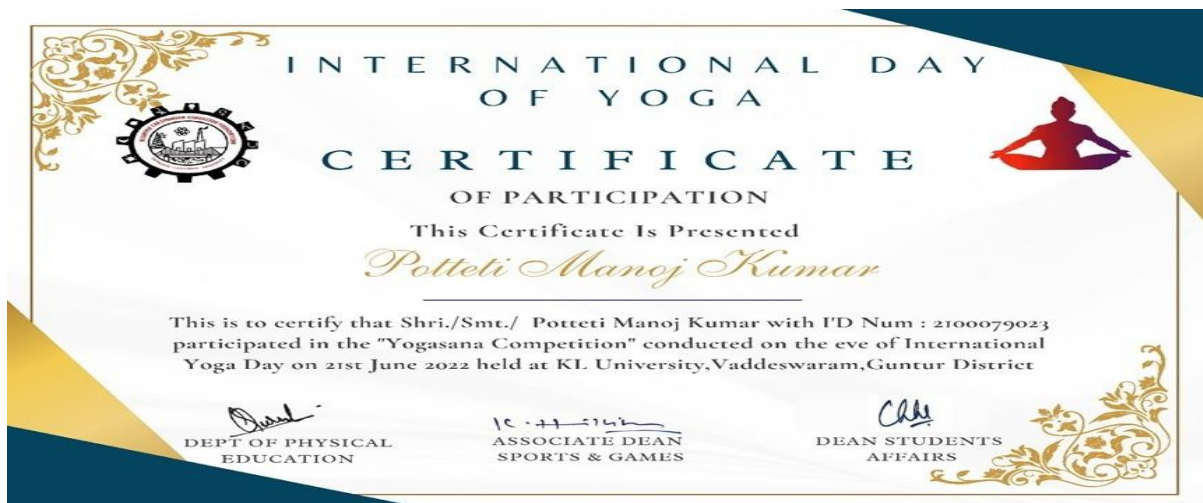 INTERNATIONAL DAY
OF YOGA
CERTIFICATE
OF PARTICIPATION
This Certificate Is Presented
Potteti Manoj Kumar
This is to certify that Shri./Smt./ Potteti Manoj Kumar with I'D Num : 2100079023
participated in the "Yogasana Competition" conducted on the eve of International
Yoga Day on 21st June 2022 held at KL University,Vaddeswaram,Guntur District
DEPT OF PHYSICAL
EDUCATION
ASSOCIATE DEAN
SPORTS & GAMES
DEAN STUDENTS
AFFAIRS